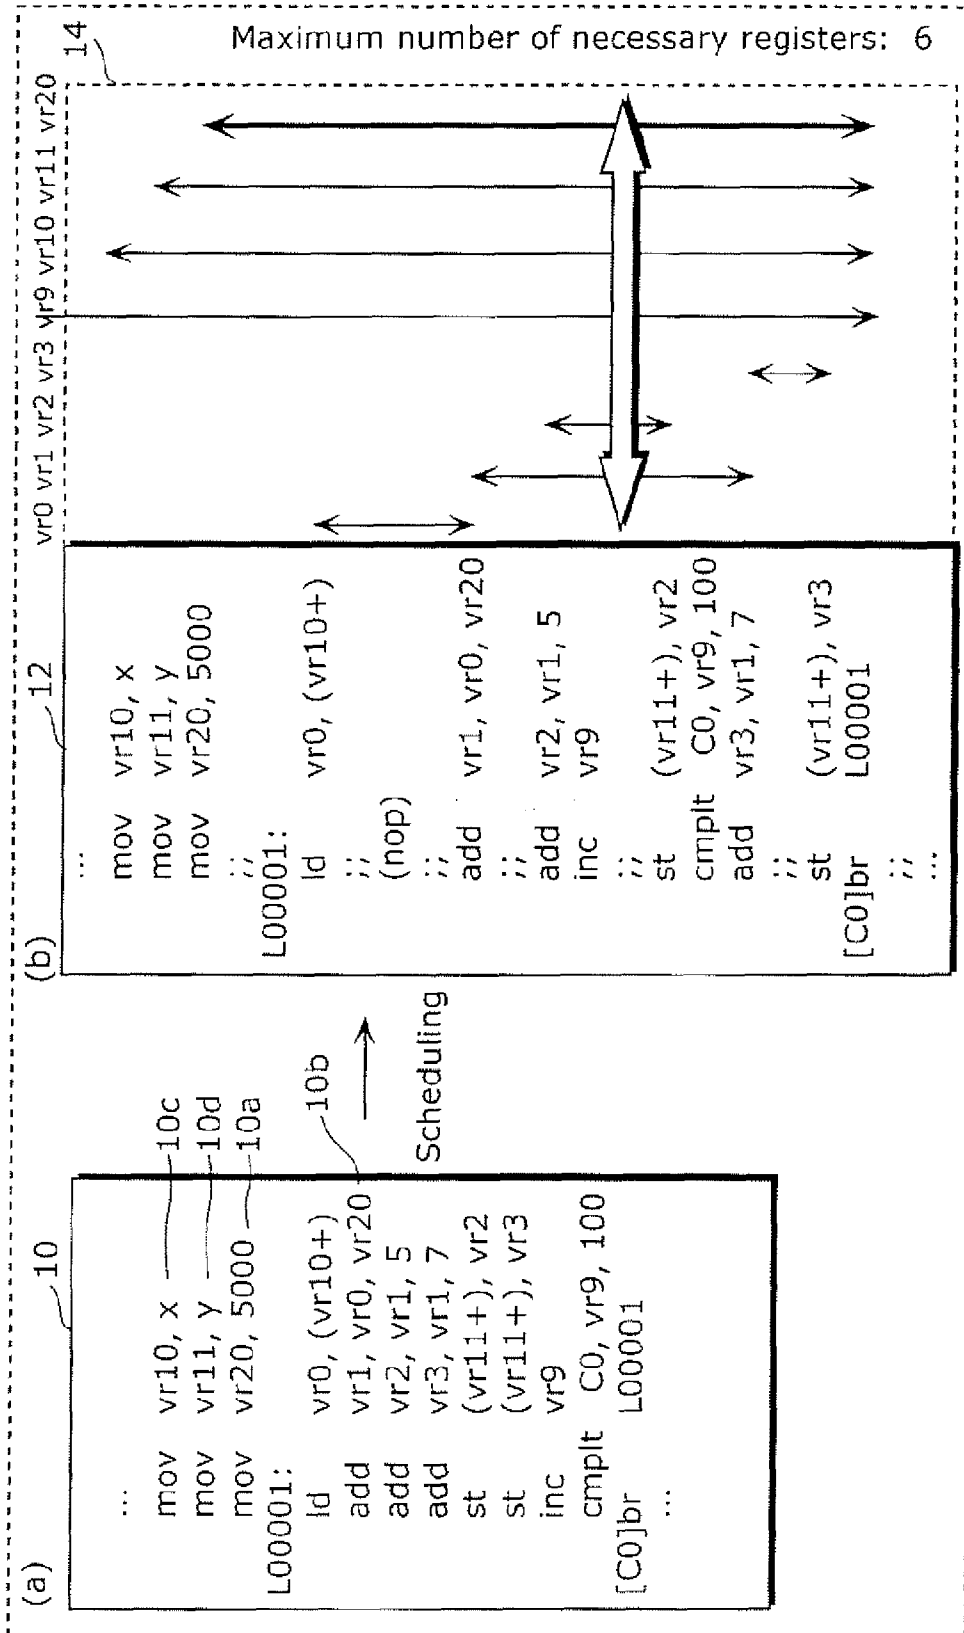 (a)
10
...
mov vr10, x
10c
mov vr11, y
10d
mov vr20, 5000
10a
L00001:
ld vr0, (vr10+)
add vr1, vr0, vr20
10b
add vr2, vr1, 5
add vr3, vr1, 7
st (vr11+), vr2
st (vr11+), vr3
inc vr9
cmplt C0, vr9, 100
[C0]br L00001
...
Scheduling
(b)
12
...
mov vr10, x
mov vr11, y
mov vr20, 5000
;;
L00001:
ld vr0, (vr10+)
;;
(nop)
;;
add vr1, vr0, vr20
;;
add vr2, vr1, 5
inc vr9
;;
st (vr11+), vr2
cmplt C0, vr9, 100
add vr3, vr1, 7
;;
st (vr11+), vr3
[C0]br L00001
;;
...
vr0 vr1 vr2 vr3 vr9 vr10 vr11 vr20
14
Maximum number of necessary registers: 6